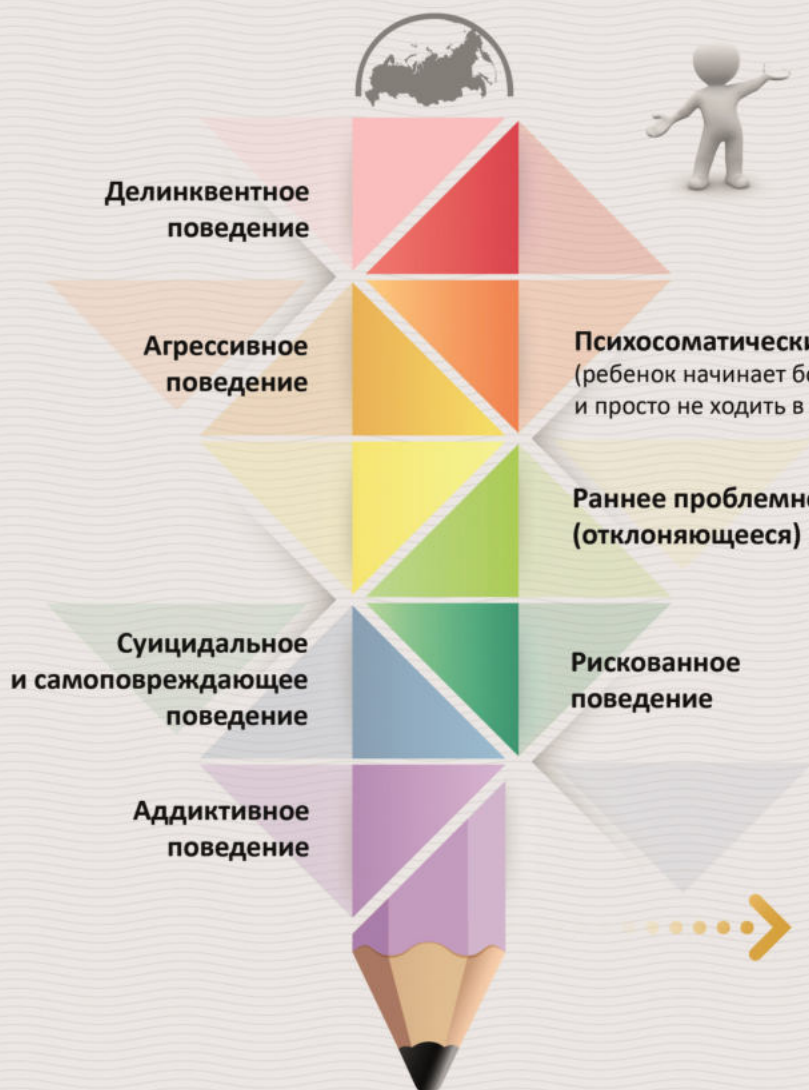 Делинквентное
поведение
Агрессивное
поведение
(ребенок начинает
и просто не ходить в
Раннее
(отклоняющееся)
Суицидальное
и самоповреждающее
поведение
Рискованное
поведение
Аддиктивное
поведение